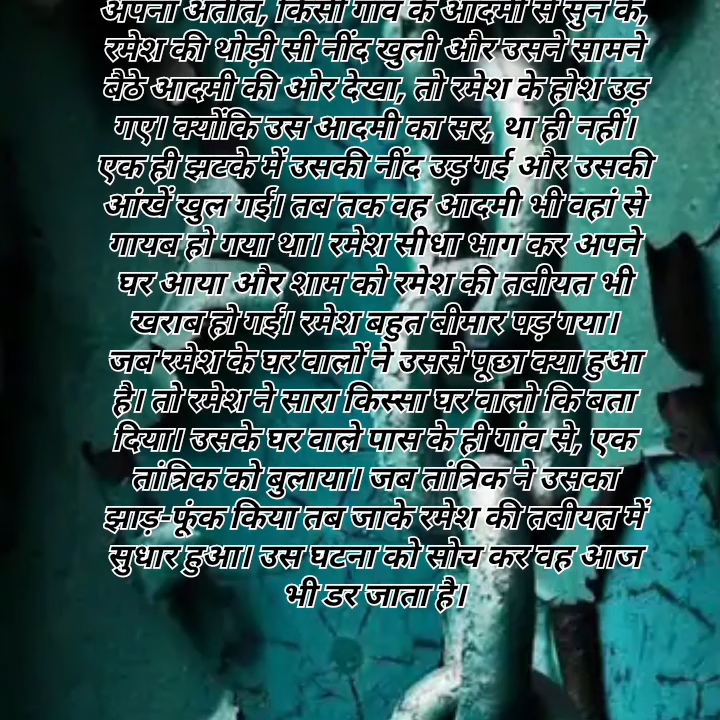 अपना अतीत, किसी गांव के आदमी से सुन के,
रमेश की थोड़ी सी नींद खुली और उसने सामने
बैठे आदमी की ओर देखा, तो रमेश के होश उड़
गए। क्योंकि उस आदमी का सर, था ही नहीं।
एक ही झटके में उसकी नींद उड़ गई और उसकी
आंखें खुल गई। तब तक वह आदमी भी वहां से
गायब हो गया था। रमेश सीधा भाग कर अपने
घर आया और शाम को रमेश की तबीयत भी
खराब हो गई। रमेश बहुत बीमार पड़ गया।
जब रमेश के घर वालों ने उससे पूछा क्या हुआ
है। तो रमेश ने सारा किस्सा घर वालो कि बता
दिया। उसके घर वाले पास के ही गांव से, एक
तांत्रिक को बुलाया। जब तांत्रिक ने उसका
झाड़-फूंक किया तब जाके रमेश की तबीयत में
सुधार हुआ। उस घटना को सोच कर वह आज
भी डर जाता है।